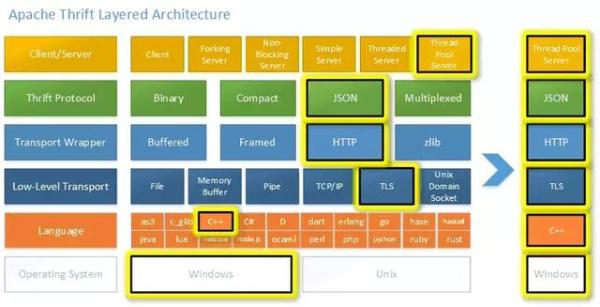 Apache Thrift Layered Architecture
Client/Server
Client
Forking
Server
Non-
Blocking
Server
Simple
Server
Threaded
Server
Thread
Pool
Server
Thread Pool
Server
Thrift Protocol
Binary
Compact
JSON
Multiplexed
JSON
Transport Wrapper
Buffered
Framed
HTTP
zlib
HTTP
Low-Level Transport
File
Memory
Buffer
Pipe
TCP/IP
TLS
Unix
Domain
Socket
TLS
Language
as3 c_glib C++ C# D dart erlang go haxe haskell
java lua netcore node.js ocaml perl php python ruby rust
C++
Operating System
Windows
Unix
Windows